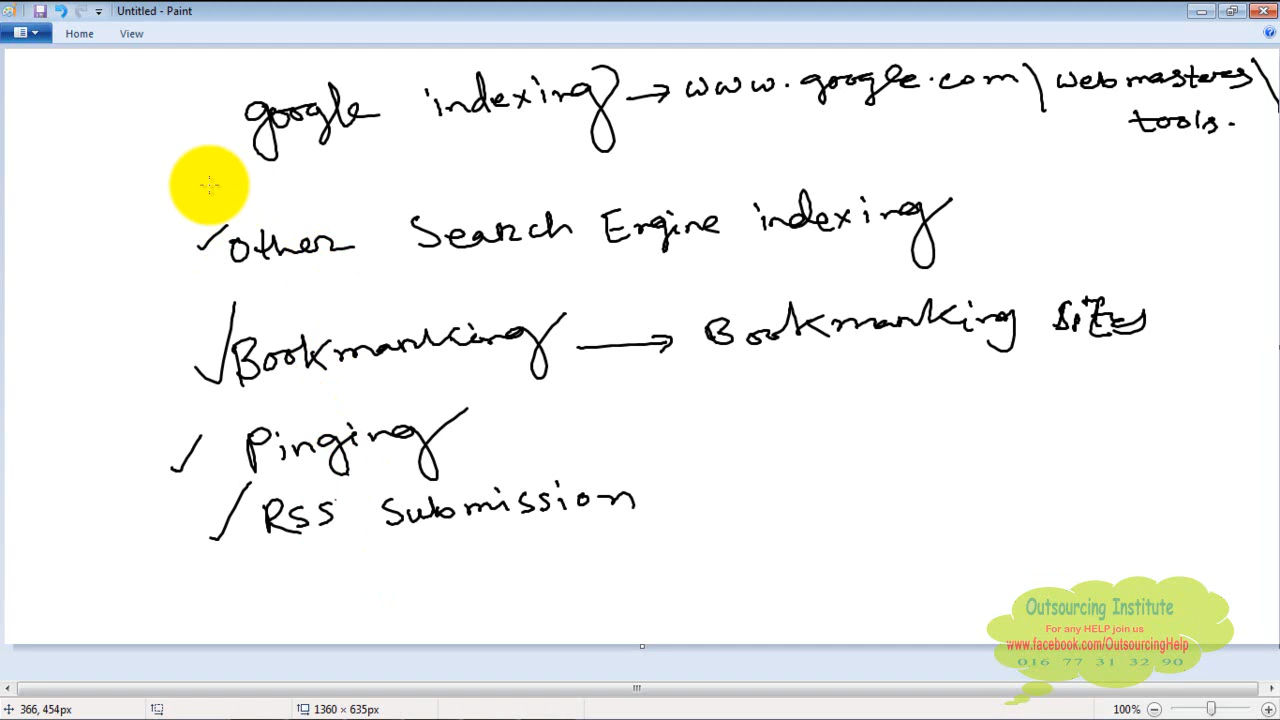 Untitled - Paint
Home View
google indexing → www.google.com\webmasters\
tools.
✓Other Search Engine indexing
✓Bookmarking → Bookmarking Sites
✓ Pinging
✓ RSS Submission
Outsourcing Institute
For any HELP join us
www.facebook.com/OutsourcingHelp
016 77 31 32 90
366, 454px 1360 × 635px 100%